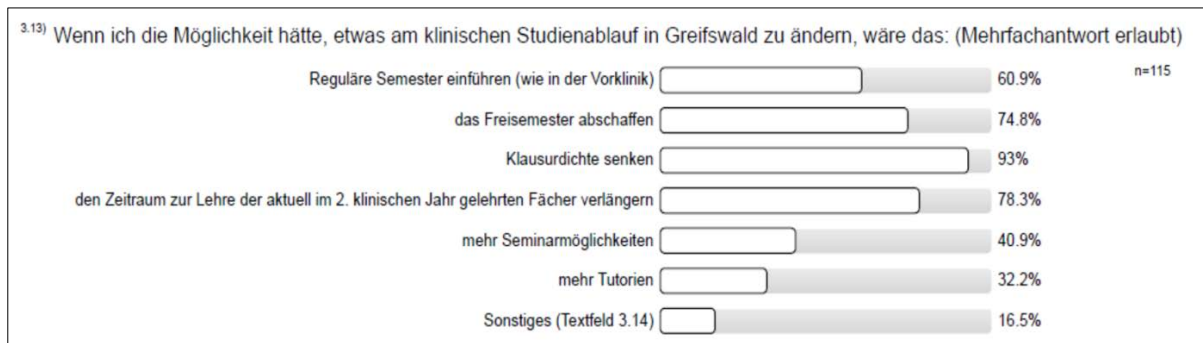 3.13) Wenn ich die Möglichkeit hätte, etwas am klinischen Studienablauf in Greifswald zu ändern, wäre das: (Mehrfachantwort erlaubt)
Reguläre Semester einführen (wie in der Vorklinik) 60.9% n=115
das Freisemester abschaffen 74.8%
Klausurdichte senken 93%
den Zeitraum zur Lehre der aktuell im 2. klinischen Jahr gelehrten Fächer verlängern 78.3%
mehr Seminarmöglichkeiten 40.9%
mehr Tutorien 32.2%
Sonstiges (Textfeld 3.14) 16.5%